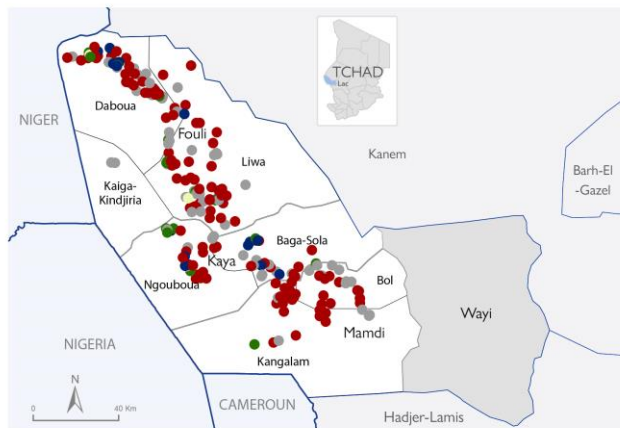 TCHAD
Lac
NIGER
Daboua
Fouli
Liwa
Kanem
Barh-El
-Gazel
Kaiga-
Kindjiria
Baga-Sola
Kaya
Ngouboua
Bol
Wayi
Mamdi
NIGERIA
Kangalam
N
0
40 Km
CAMEROUN
Hadjer-Lamis